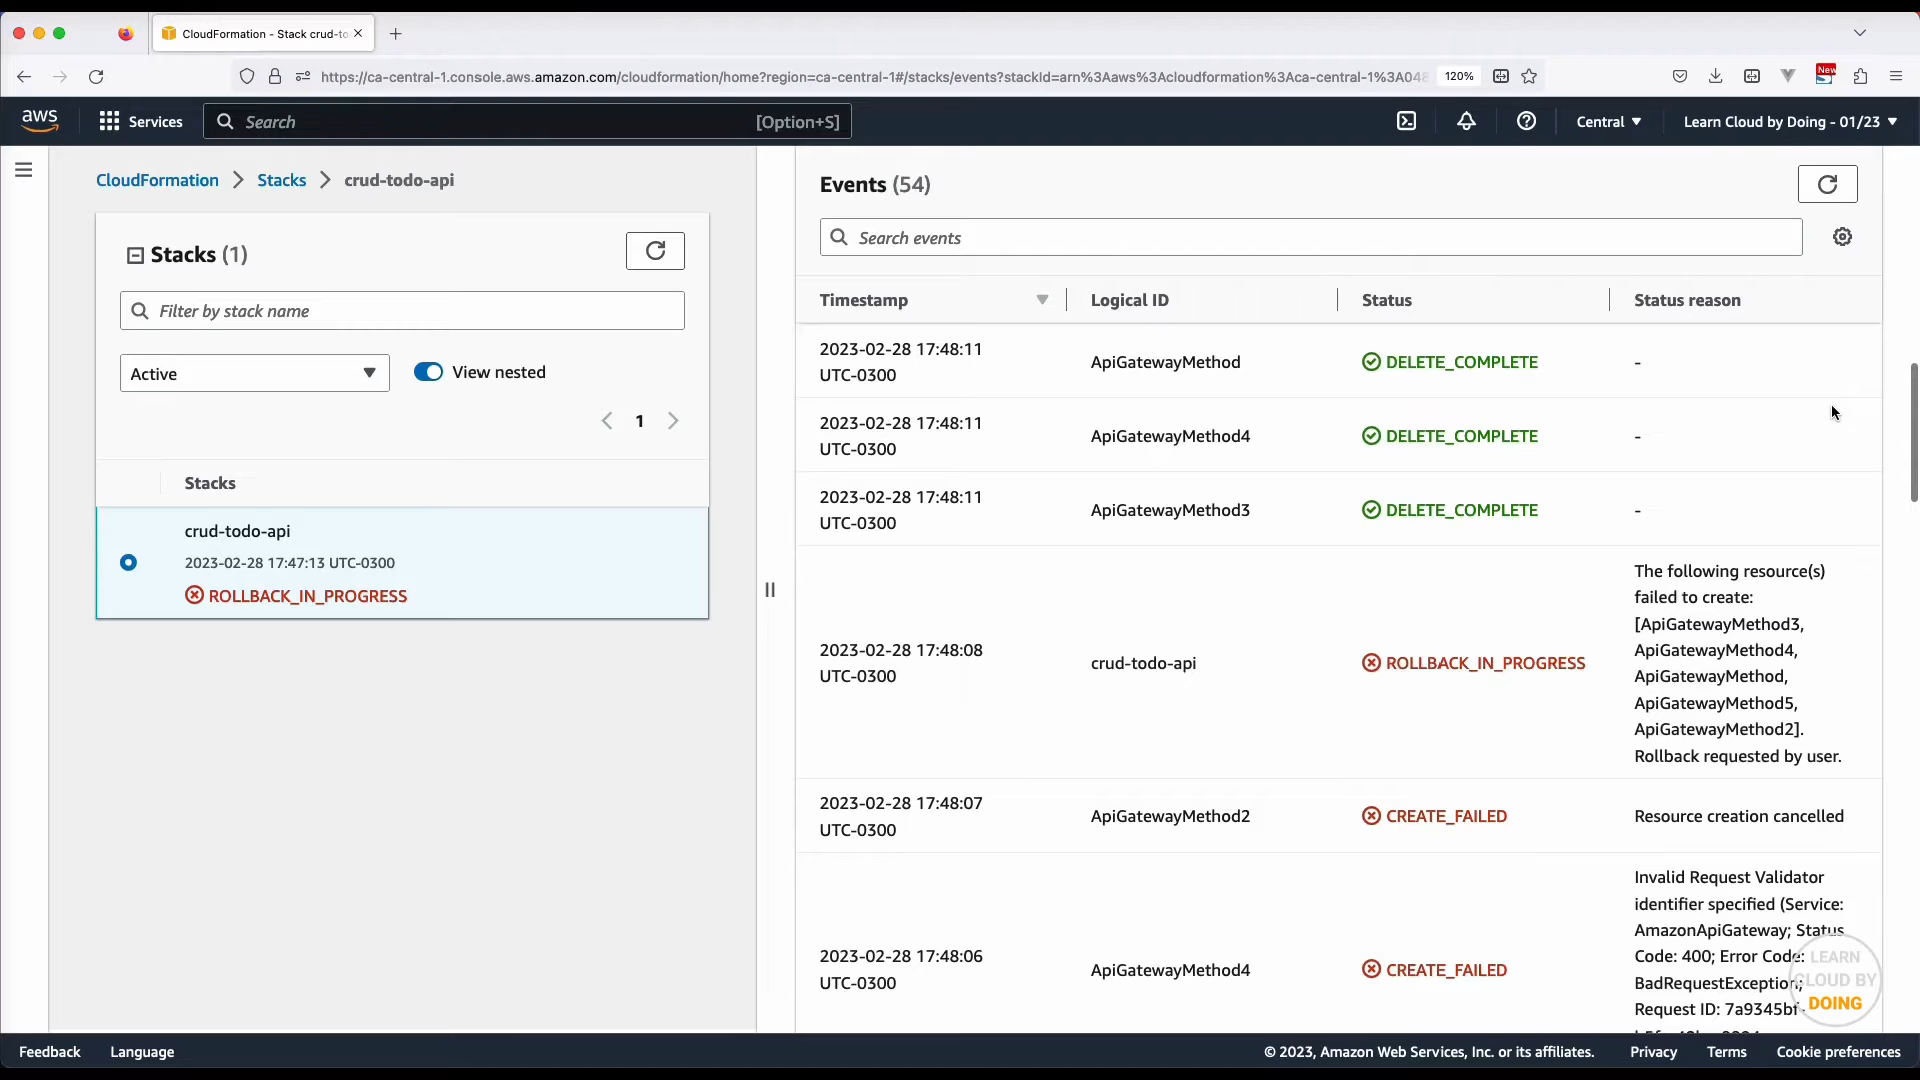 CloudFormation - Stack crud-to
https://ca-central-1.console.aws.amazon.com/cloudformation/home?region=ca-central-1#/stacks/events?stackId=arn%3Aaws%3Acloudformation%3Aca-central-1%3A048
120%
New
aws
Services
Search
[Option+S]
Central
Learn Cloud by Doing - 01/23
CloudFormation
Stacks
crud-todo-api
Stacks (1)
Filter by stack name
Active
View nested
1
Stacks
crud-todo-api
2023-02-28 17:47:13 UTC-0300
ROLLBACK_IN_PROGRESS
Events (54)
Search events
Timestamp
Logical ID
Status
Status reason
2023-02-28 17:48:11
UTC-0300
ApiGatewayMethod
DELETE_COMPLETE
-
2023-02-28 17:48:11
UTC-0300
ApiGatewayMethod4
DELETE_COMPLETE
-
2023-02-28 17:48:11
UTC-0300
ApiGatewayMethod3
DELETE_COMPLETE
-
2023-02-28 17:48:08
UTC-0300
crud-todo-api
ROLLBACK_IN_PROGRESS
The following resource(s)
failed to create:
[ApiGatewayMethod3,
ApiGatewayMethod4,
ApiGatewayMethod,
ApiGatewayMethod5,
ApiGatewayMethod2].
Rollback requested by user.
2023-02-28 17:48:07
UTC-0300
ApiGatewayMethod2
CREATE_FAILED
Resource creation cancelled
2023-02-28 17:48:06
UTC-0300
ApiGatewayMethod4
CREATE_FAILED
Invalid Request Validator
identifier specified (Service:
AmazonApiGateway; Status
Code: 400; Error Code:
BadRequestException;
Request ID: 7a9345bf-
LEARN
CLOUD BY
DOING
Feedback
Language
© 2023, Amazon Web Services, Inc. or its affiliates.
Privacy
Terms
Cookie preferences